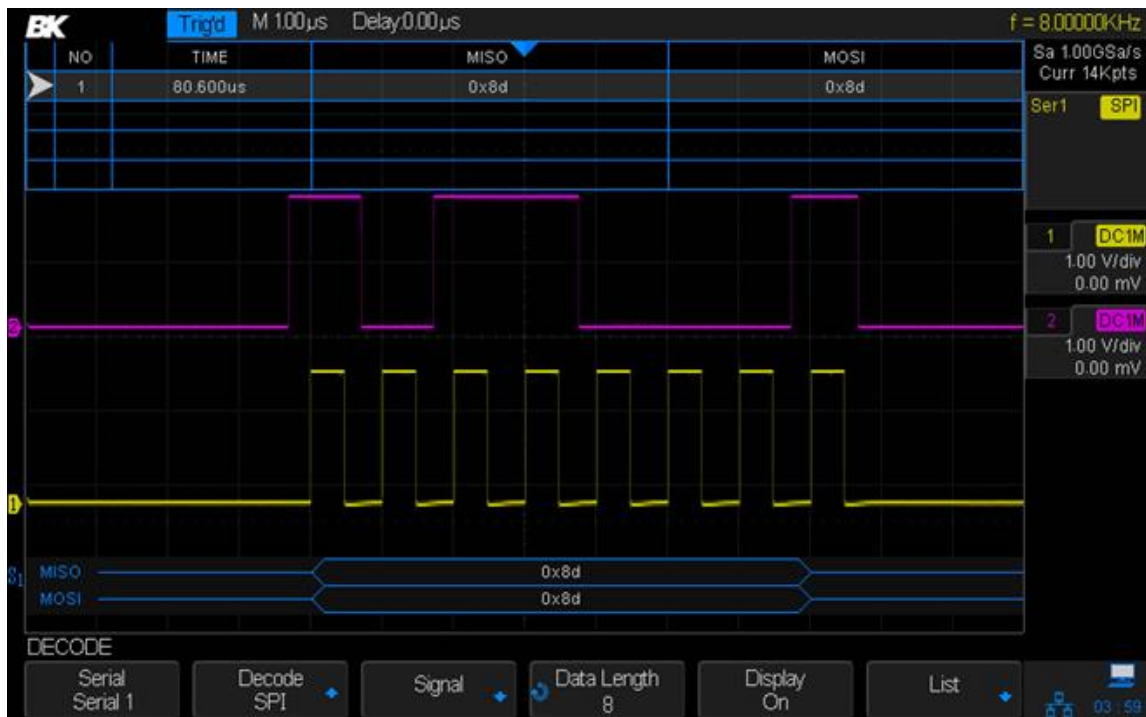 BK Trig'd M 1.00µs Delay:0.00µs f = 8.00000KHz
NO TIME MISO MOSI
1 80.600us 0x8d 0x8d
Sa 1.00GSa/s
Curr 14Kpts
Ser1 SPI
1 DC1M
1.00 V/div
0.00 mV
2 DC1M
1.00 V/div
0.00 mV
2
1
S1
MISO 0x8d
MOSI 0x8d
DECODE
Serial
Serial 1
Decode
SPI
Signal
Data Length
8
Display
On
List
03:59